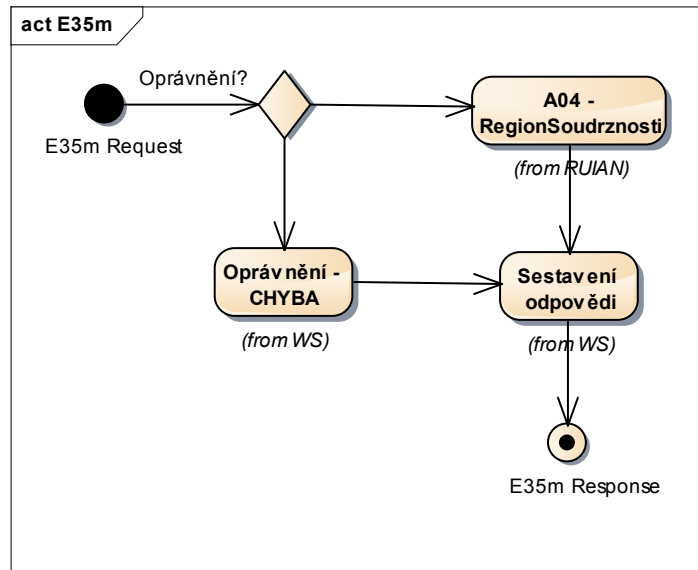 act E35m
Oprávnění?
E35m Request
A04 -
RegionSoudrznosti
(from RUIAN)
Oprávnění -
CHYBA
(from WS)
Sestavení
odpovědi
(from WS)
E35m Response